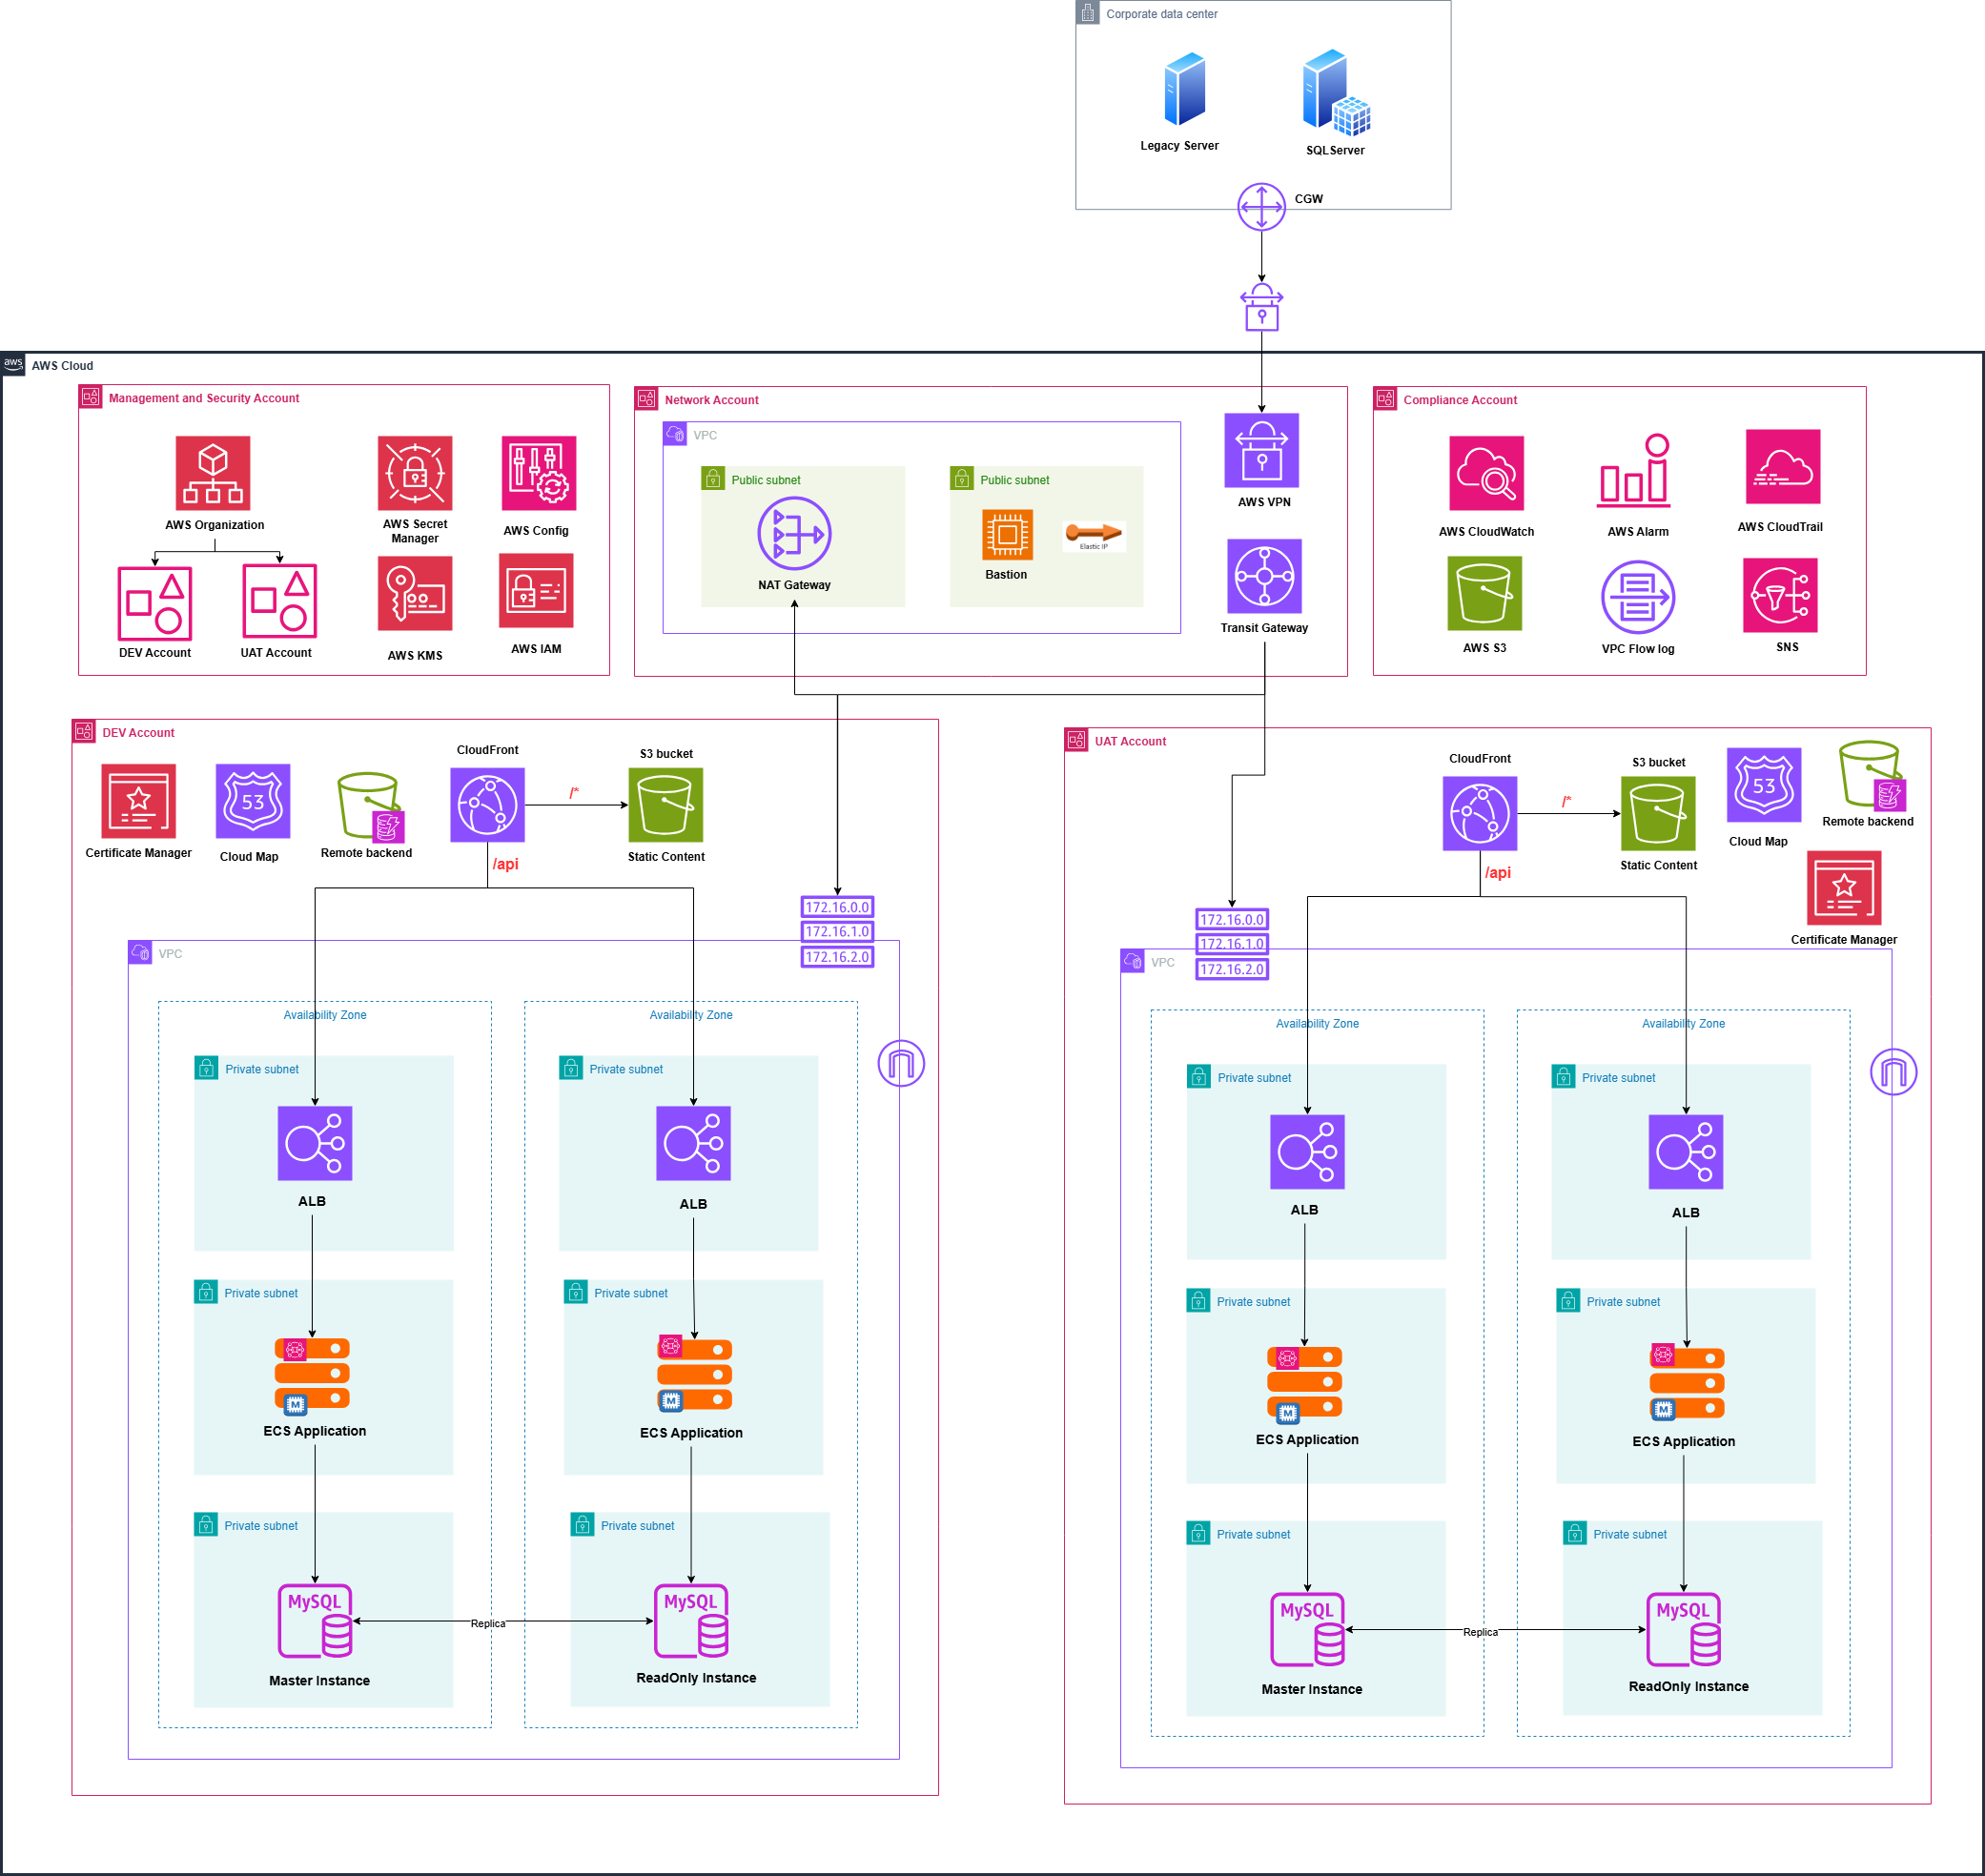 Corporate data center
Legacy Server
SQLServer
CGW
aws
AWS Cloud
Management and Security Account
AWS Organization
DEV Account
UAT Account
AWS Secret
Manager
AWS Config
AWS KMS
AWS IAM
Network Account
VPC
Public subnet
NAT Gateway
Public subnet
Bastion
Elastic IP
AWS VPN
Transit Gateway
Compliance Account
AWS CloudWatch
AWS Alarm
AWS CloudTrail
AWS S3
VPC Flow log
SNS
DEV Account
Certificate Manager
53
Cloud Map
Remote backend
CloudFront
/*
S3 bucket
Static Content
/api
172.16.0.0
172.16.1.0
172.16.2.0
VPC
Availability Zone
Availability Zone
Private subnet
Private subnet
ALB
ALB
Private subnet
Private subnet
M
M
ECS Application
ECS Application
Private subnet
Private subnet
MySQL
MySQL
Replica
Master Instance
ReadOnly Instance
UAT Account
CloudFront
/*
S3 bucket
Static Content
53
Cloud Map
Remote backend
Certificate Manager
/api
172.16.0.0
172.16.1.0
172.16.2.0
VPC
Availability Zone
Availability Zone
Private subnet
Private subnet
ALB
ALB
Private subnet
Private subnet
M
M
ECS Application
ECS Application
Private subnet
Private subnet
MySQL
MySQL
Replica
Master Instance
ReadOnly Instance